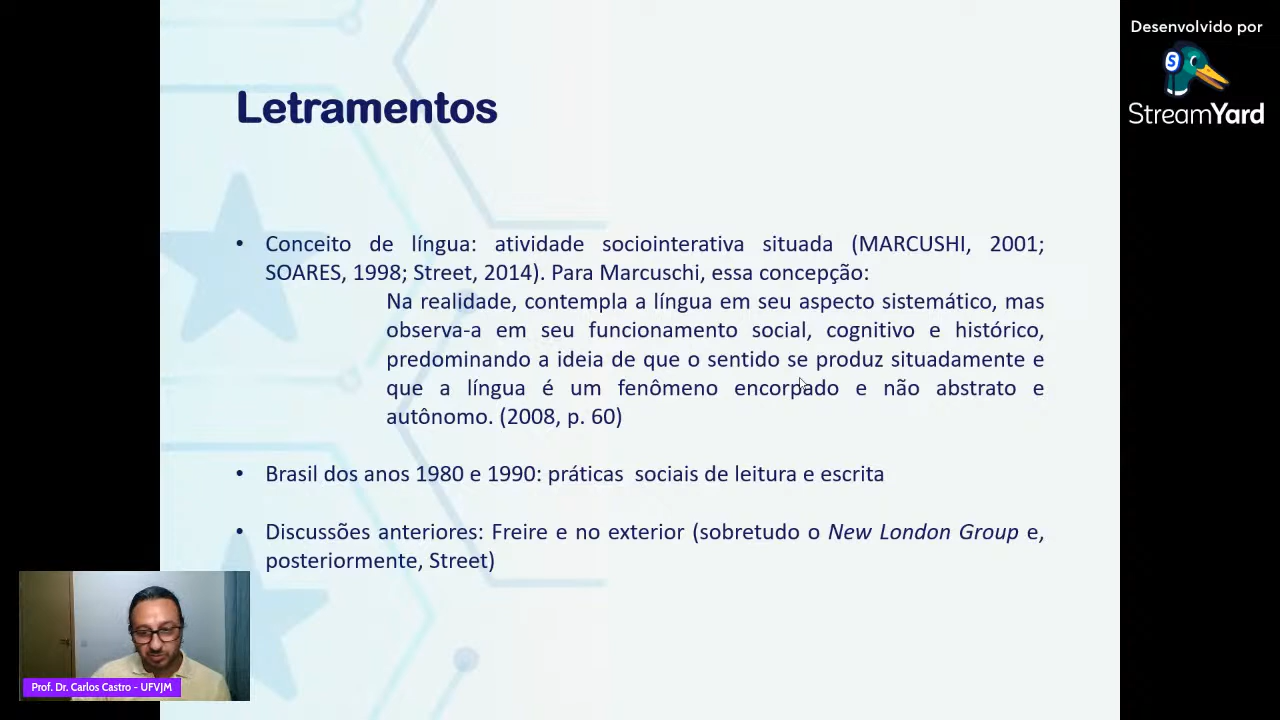 Desenvolvido por
StreamYard
Letramentos
• Conceito de língua: atividade sociointerativa situada (MARCUSHI, 2001;
SOARES, 1998; Street, 2014). Para Marcuschi, essa concepção:
Na realidade, contempla a língua em seu aspecto sistemático, mas
observa-a em seu funcionamento social, cognitivo e histórico,
predominando a ideia de que o sentido se produz situadamente e
que a língua é um fenômeno encorpado e não abstrato e
autônomo. (2008, p. 60)
• Brasil dos anos 1980 e 1990: práticas  sociais de leitura e escrita
• Discussões anteriores: Freire e no exterior (sobretudo o New London Group e,
posteriormente, Street)
Prof. Dr. Carlos Castro - UFVJM